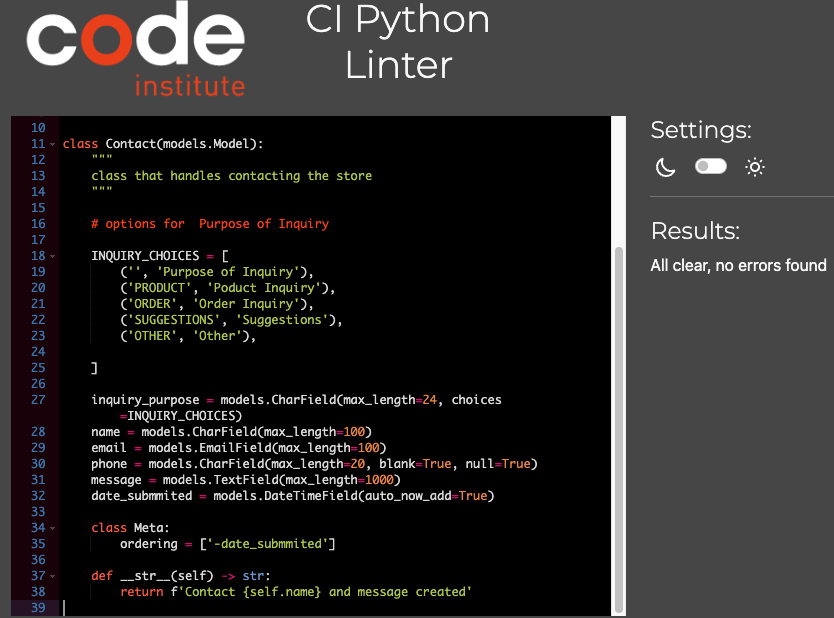 code
institute
CI Python
Linter
10
11 class Contact(models.Model):
12 """
13 class that handles contacting the store
14 """
15
16 # options for  Purpose of Inquiry
17
18 INQUIRY_CHOICES = [
19 ('', 'Purpose of Inquiry'),
20 ('PRODUCT', 'Poduct Inquiry'),
21 ('ORDER', 'Order Inquiry'),
22 ('SUGGESTIONS', 'Suggestions'),
23 ('OTHER', 'Other'),
24
25 ]
26
27 inquiry_purpose = models.CharField(max_length=24, choices
=INQUIRY_CHOICES)
28 name = models.CharField(max_length=100)
29 email = models.EmailField(max_length=100)
30 phone = models.CharField(max_length=20, blank=True, null=True)
31 message = models.TextField(max_length=1000)
32 date_submmited = models.DateTimeField(auto_now_add=True)
33
34 class Meta:
35 ordering = ['-date_submmited']
36
37 def __str__(self) -> str:
38 return f'Contact {self.name} and message created'
39
Settings:
Results:
All clear, no errors found